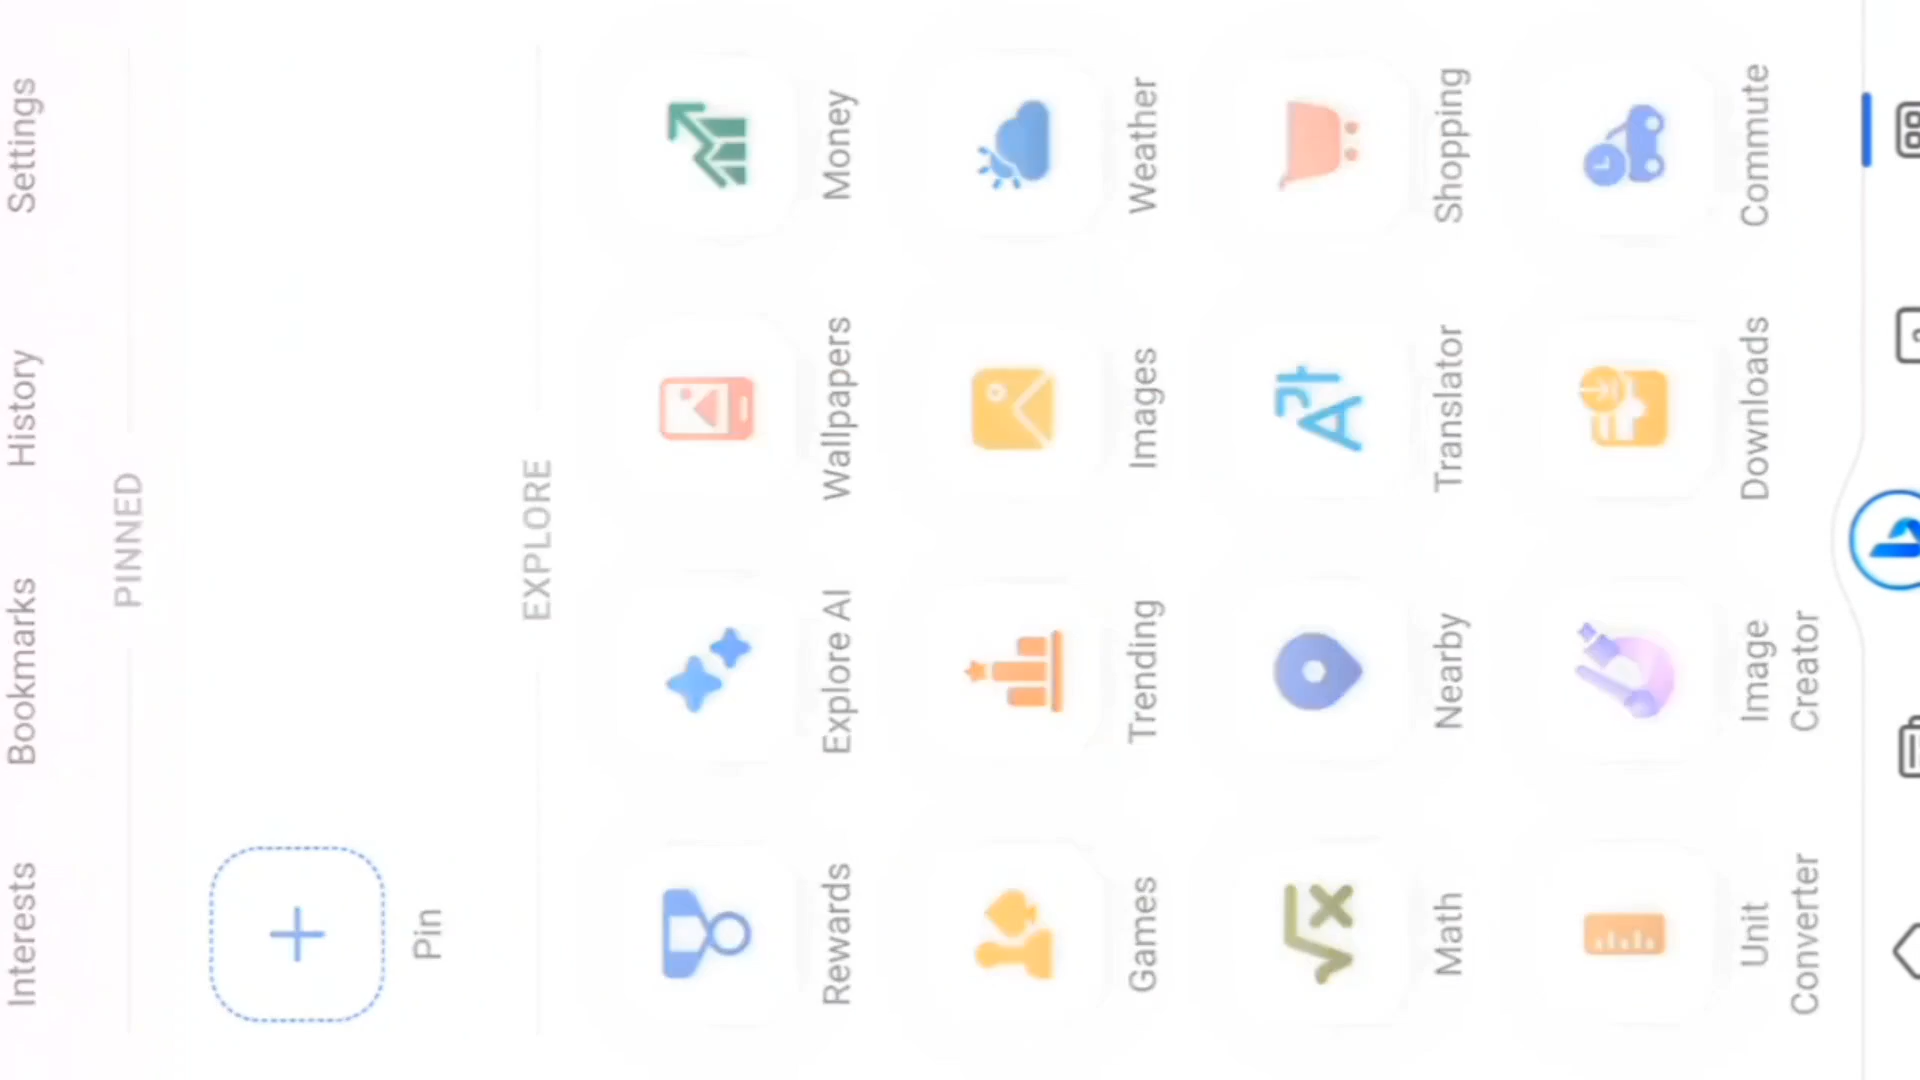 Interests Bookmarks History Settings
PINNED
Pin
EXPLORE
Rewards Explore AI Wallpapers Money
Games Trending Images Weather
Math Nearby Translator Shopping
Unit Converter Image Creator Downloads Commute